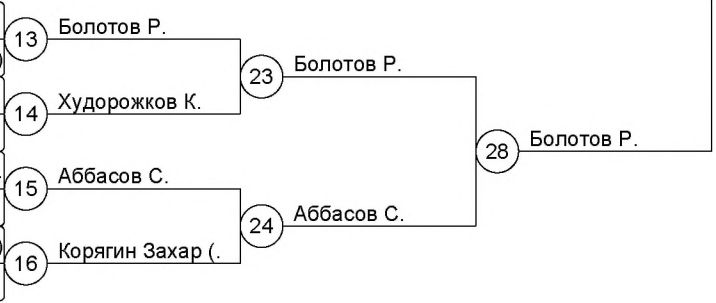 13 Болотов Р.
23 Болотов Р.
14 Худорожков К.
28 Болотов Р.
15 Аббасов С.
24 Аббасов С.
16 Корягин Захар (.